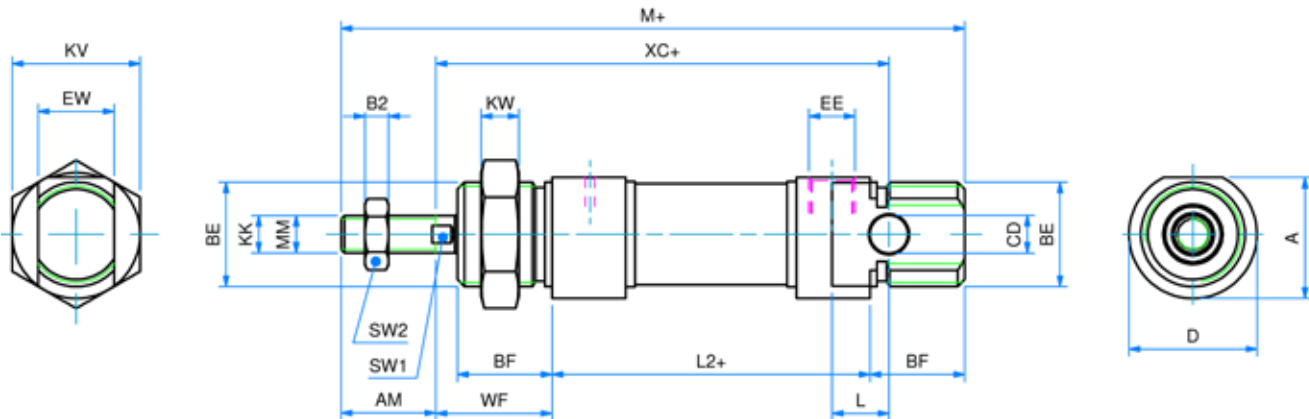 M+
KV
XC+
EW
B2
KW
EE
BE
KK
MM
CD
BE
A
SW2
SW1
BF
L2+
BF
D
AM
WF
L